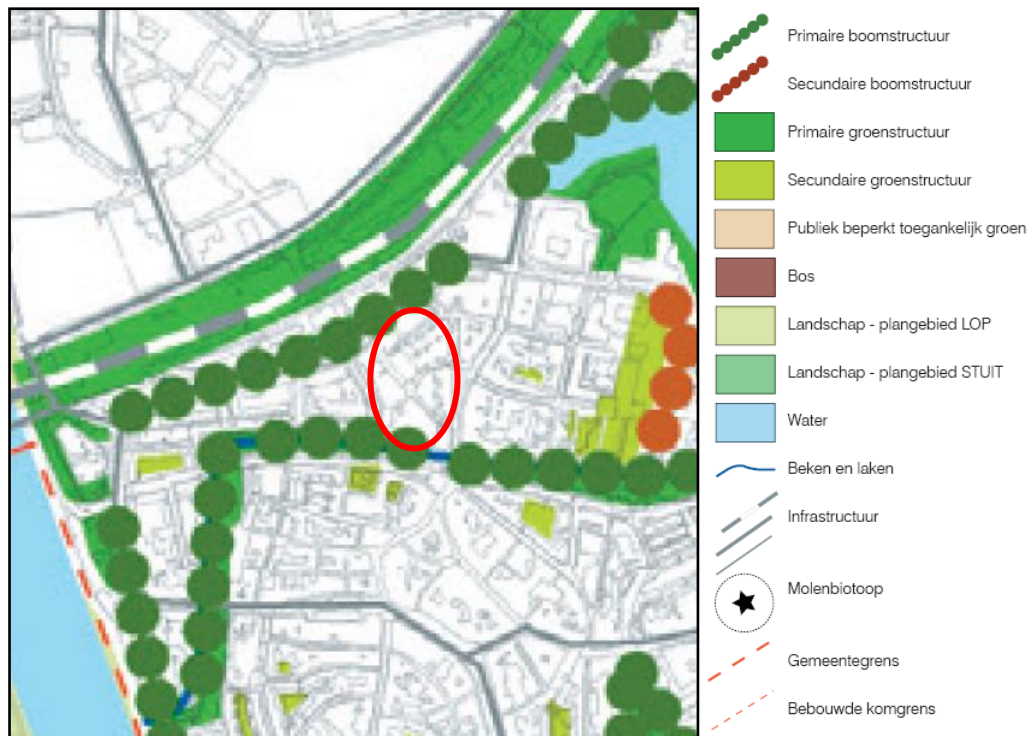 Primaire boomstructuur
Secundaire boomstructuur
Primaire groenstructuur
Secundaire groenstructuur
Publiek beperkt toegankelijk groen
Bos
Landschap - plangebied LOP
Landschap - plangebied STUIT
Water
Beken en laken
Infrastructuur
Molenbiotoop
Gemeentegrens
Bebouwde komgrens